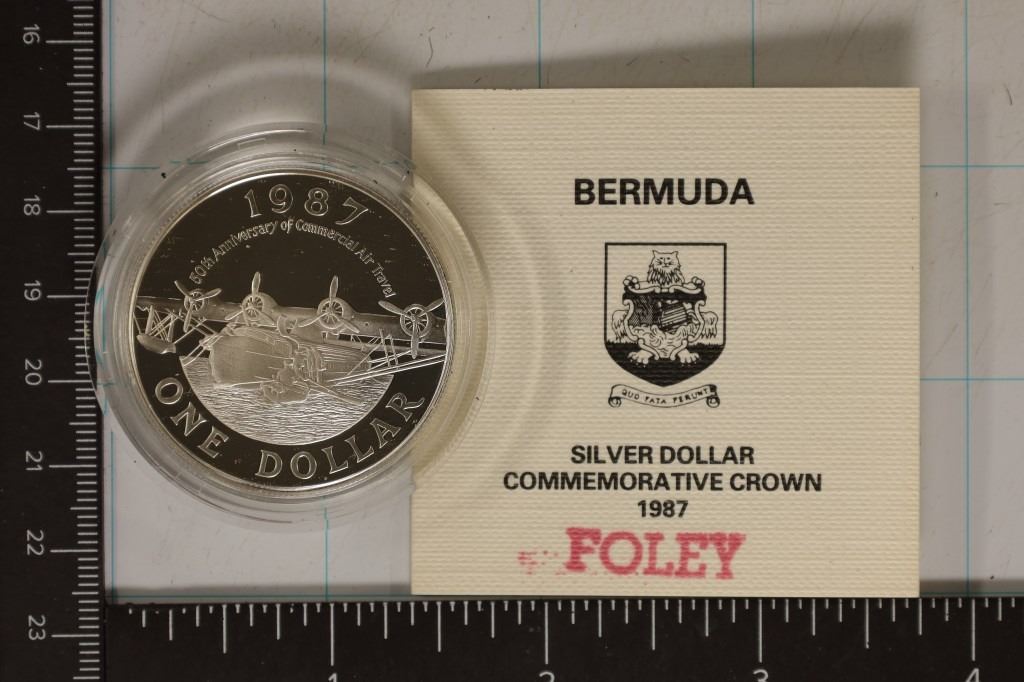 1987
50th Anniversary of Commercial Air Travel
ONE DOLLAR
BERMUDA
QUO FATA FERUNT
SILVER DOLLAR
COMMEMORATIVE CROWN
1987
FOLEY
16
17
18
19
20
21
22
23
1
2
3
4